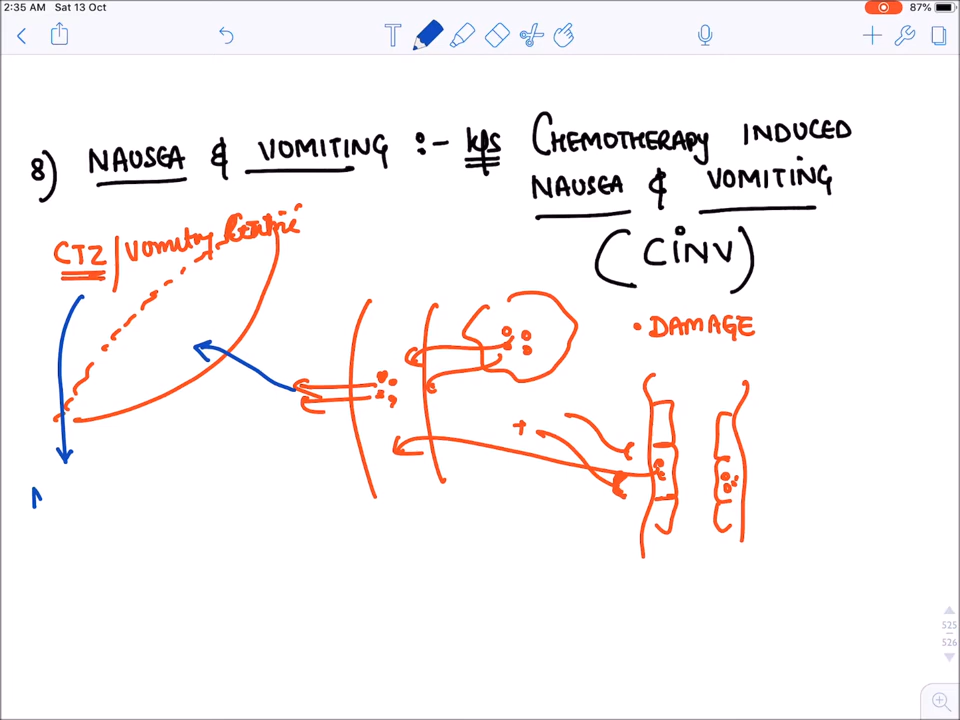 2:35 AM Sat 13 Oct
87%
T
8) NAUSEA & VOMITING :- k/s CHEMOTHERAPY INDUCED
NAUSEA & VOMITING
(CINV)
CTZ / Vomiting Centre
• DAMAGE
+
525
526